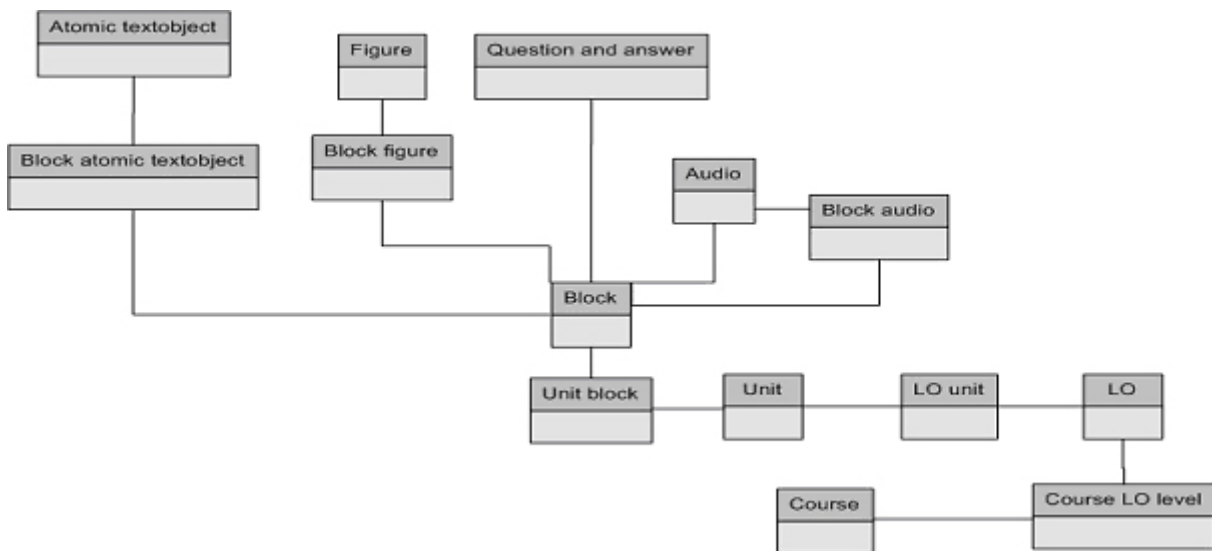 Atomic textobject
Figure
Question and answer
Block atomic textobject
Block figure
Audio
Block audio
Block
Unit block
Unit
LO unit
LO
Course
Course LO level